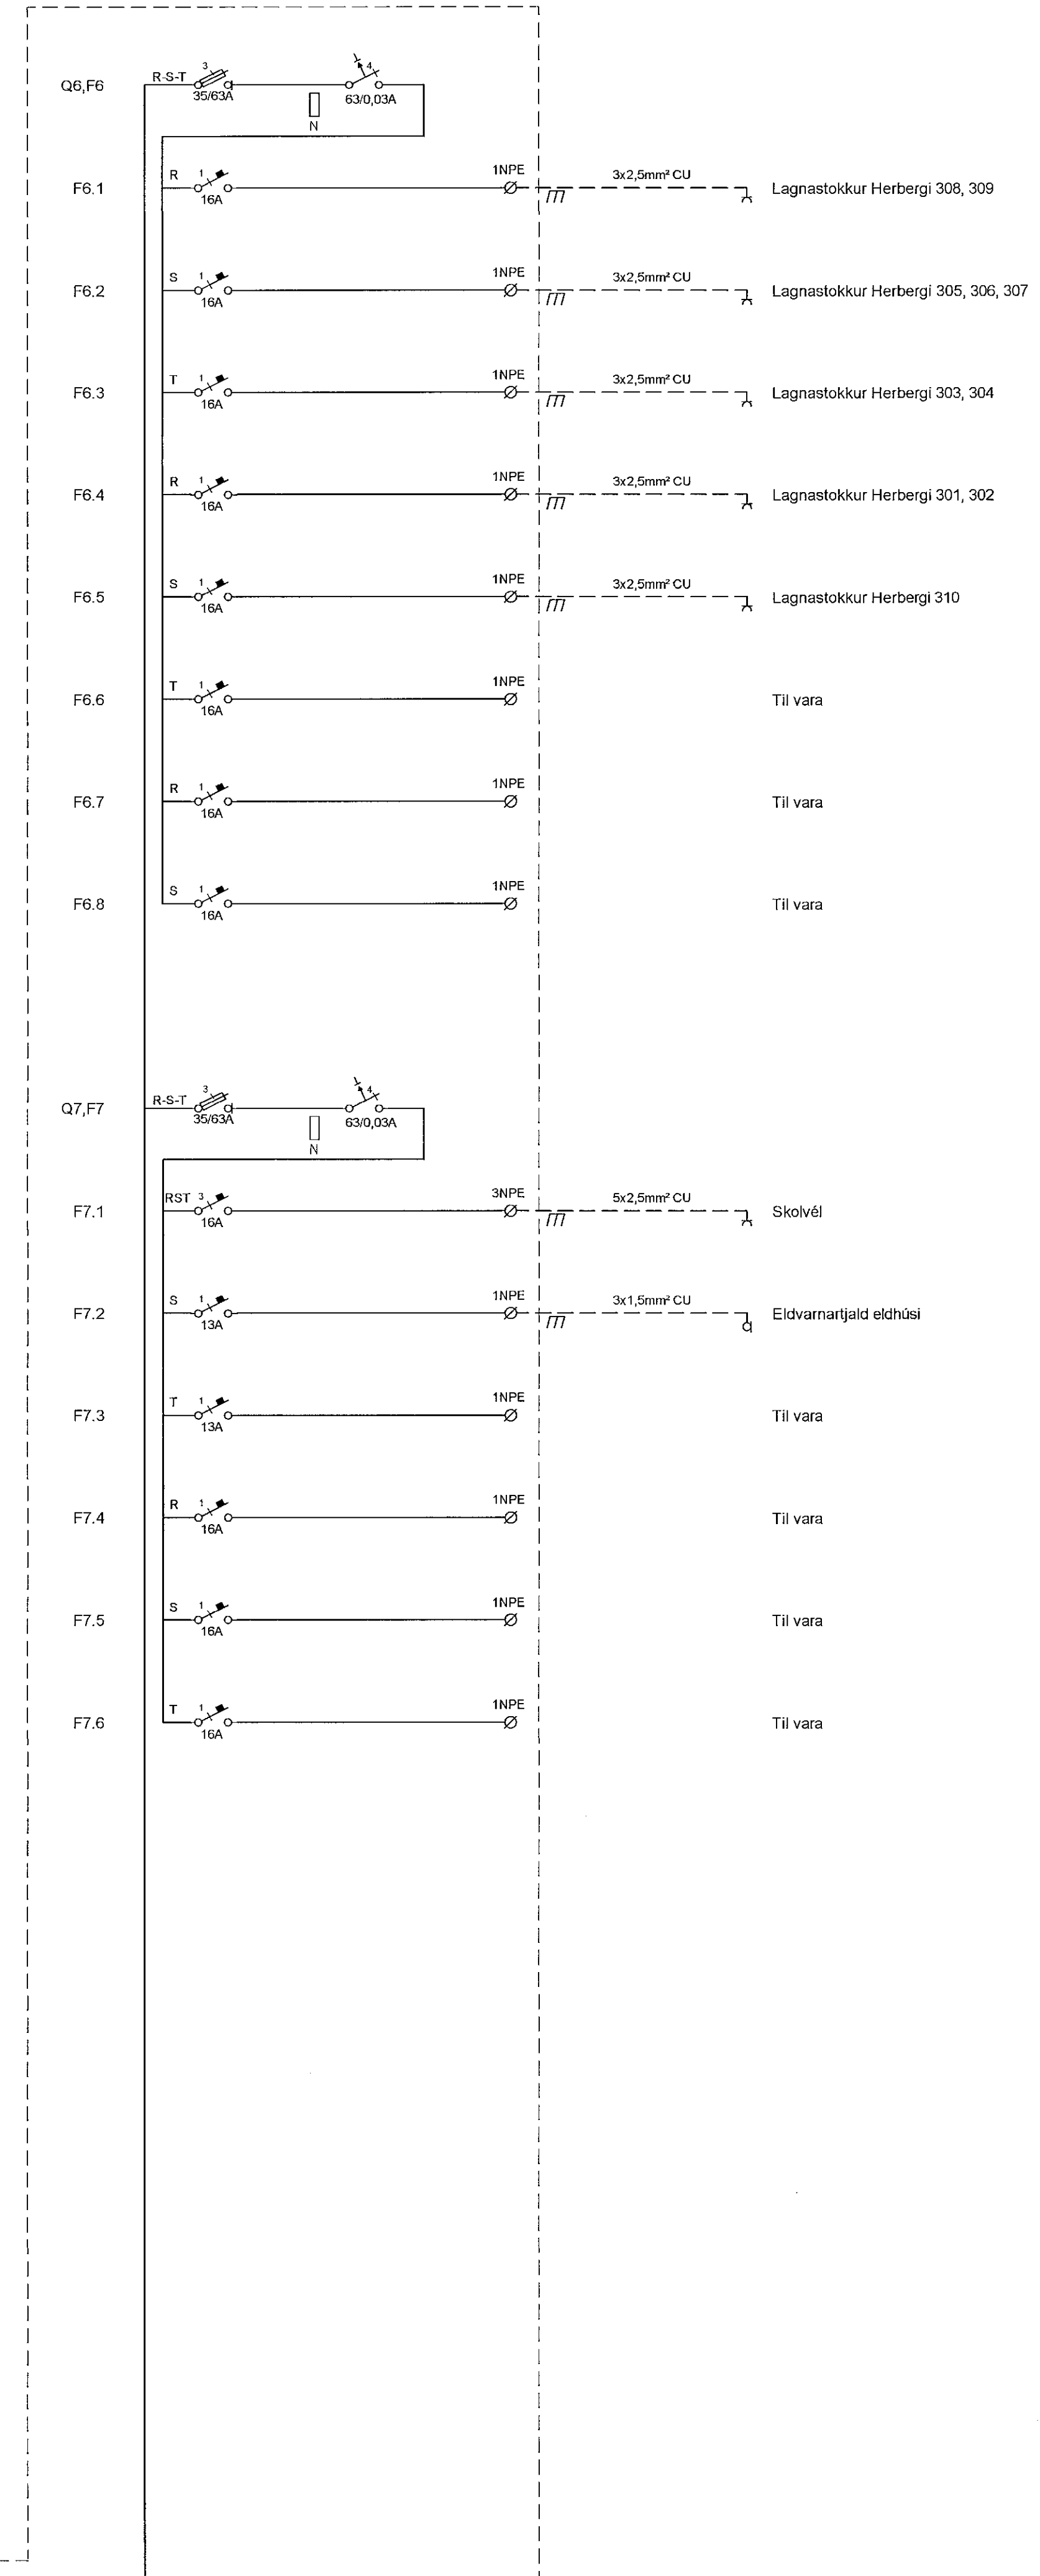 Q6,F6 R-S-T 3 35/63A N 4 63/0,03A
F6.1 R 1 16A 1NPE 3x2,5mm² CU Lagnastokkur Herbergi 308, 309
F6.2 S 1 16A 1NPE 3x2,5mm² CU Lagnastokkur Herbergi 305, 306, 307
F6.3 T 1 16A 1NPE 3x2,5mm² CU Lagnastokkur Herbergi 303, 304
F6.4 R 1 16A 1NPE 3x2,5mm² CU Lagnastokkur Herbergi 301, 302
F6.5 S 1 16A 1NPE 3x2,5mm² CU Lagnastokkur Herbergi 310
F6.6 T 1 16A 1NPE Til vara
F6.7 R 1 16A 1NPE Til vara
F6.8 S 1 16A 1NPE Til vara
Q7,F7 R-S-T 3 35/63A N 4 63/0,03A
F7.1 RST 3 16A 3NPE 5x2,5mm² CU Skolvél
F7.2 S 1 13A 1NPE 3x1,5mm² CU Eldvarnartjald eldhúsi
F7.3 T 1 13A 1NPE Til vara
F7.4 R 1 16A 1NPE Til vara
F7.5 S 1 16A 1NPE Til vara
F7.6 T 1 16A 1NPE Til vara